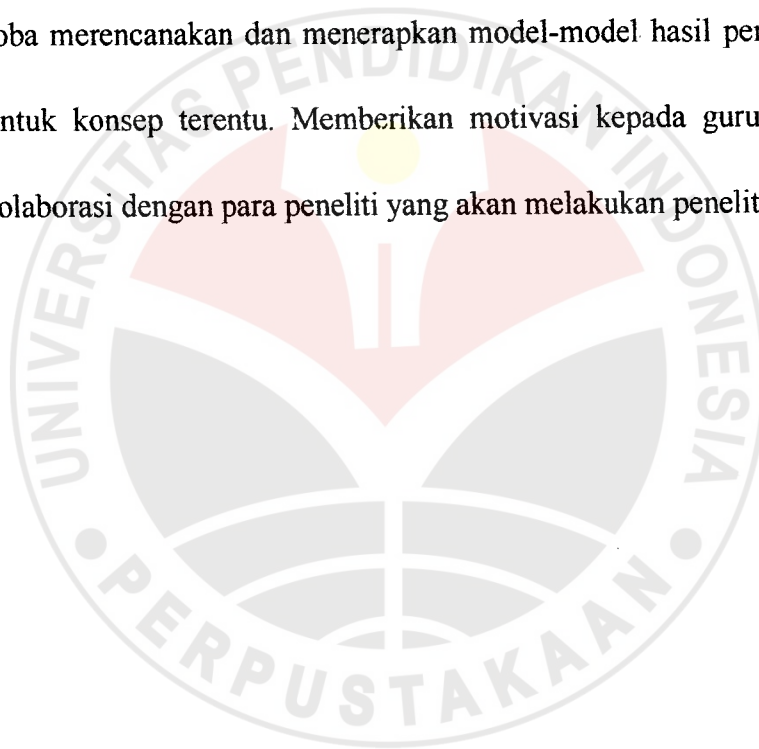 oba merencanakan dan menerapkan model-model hasil per
ntuk konsep terentu. Memberikan motivasi kepada guru
olaborasi dengan para peneliti yang akan melakukan penelit
UNIVERSITAS PENDIDIKAN INDONESIA
PERPUSTAKAAN